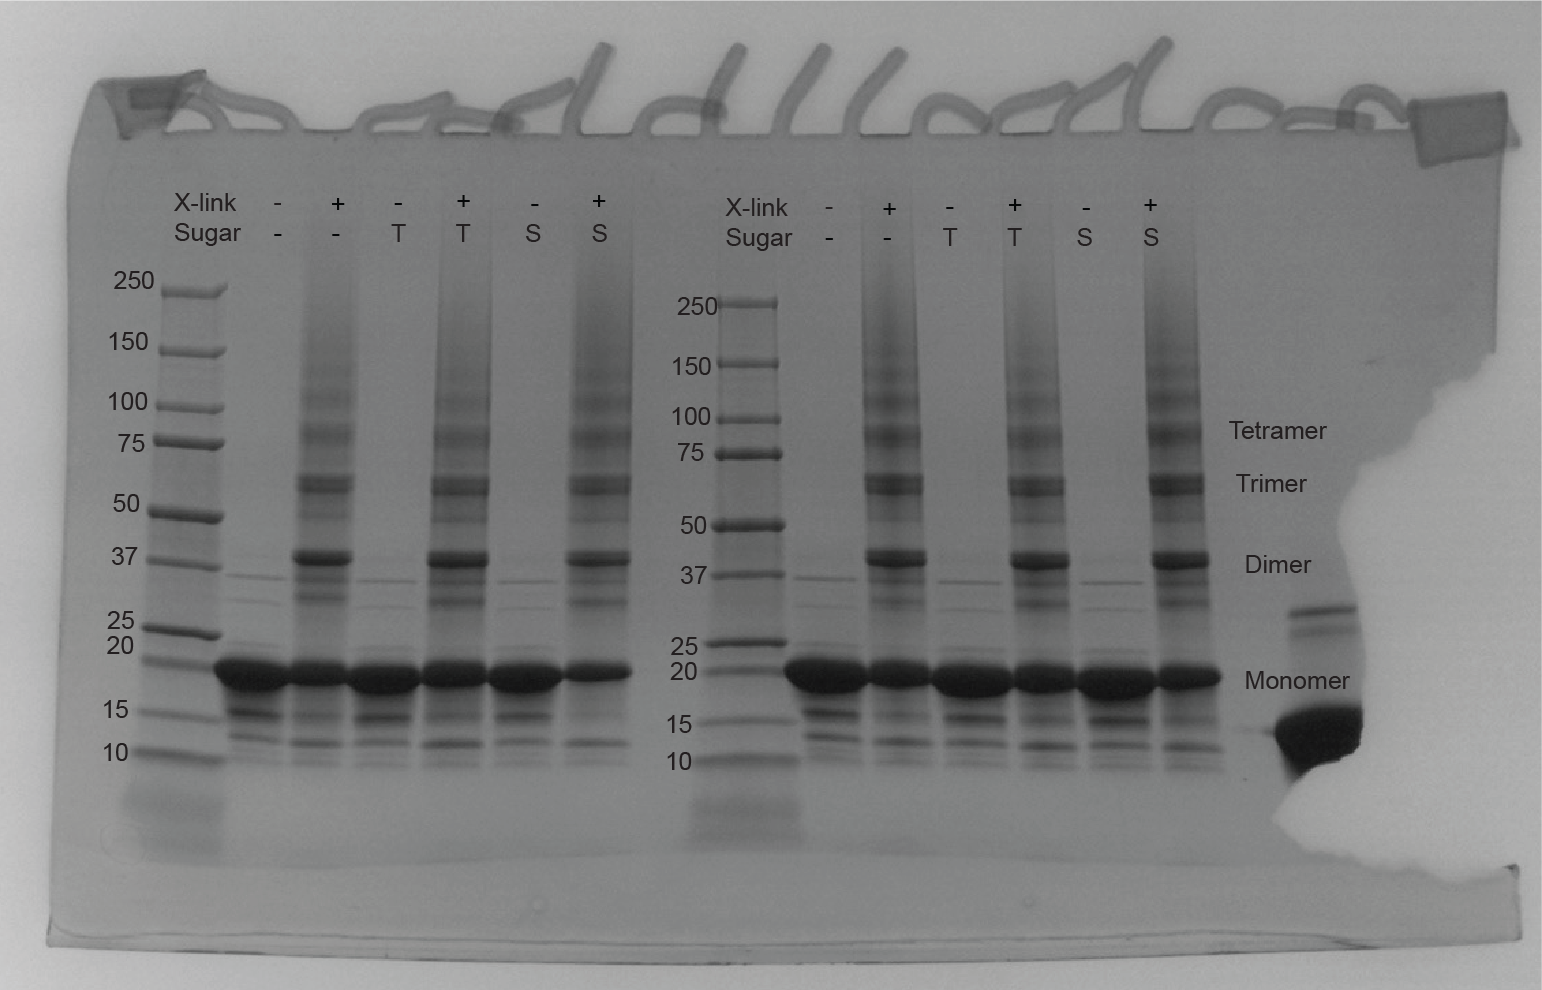 X-link - + - + - +
Sugar - - T T S S
250
150
100
75
50
37
25
20
15
10
X-link - + - + - +
Sugar - - T T S S
250
150
100
75
50
37
25
20
15
10
Tetramer
Trimer
Dimer
Monomer